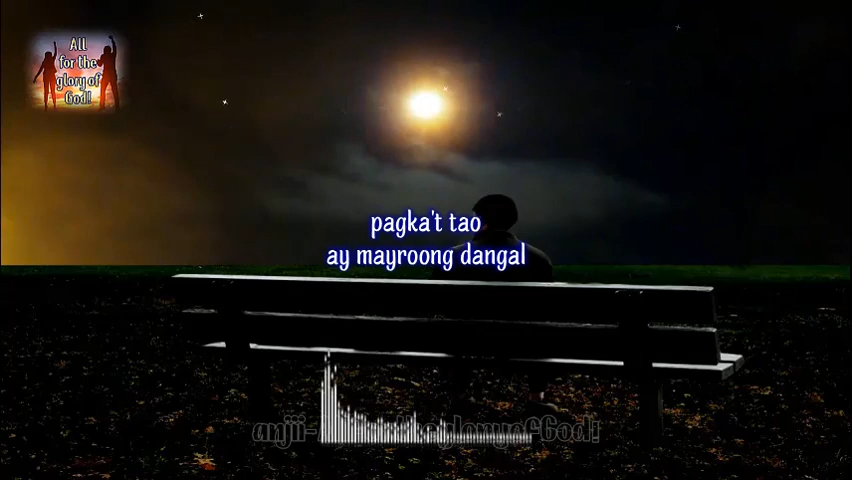 All
for the
glory of
God!
pagka't tao
ay mayroong dangal